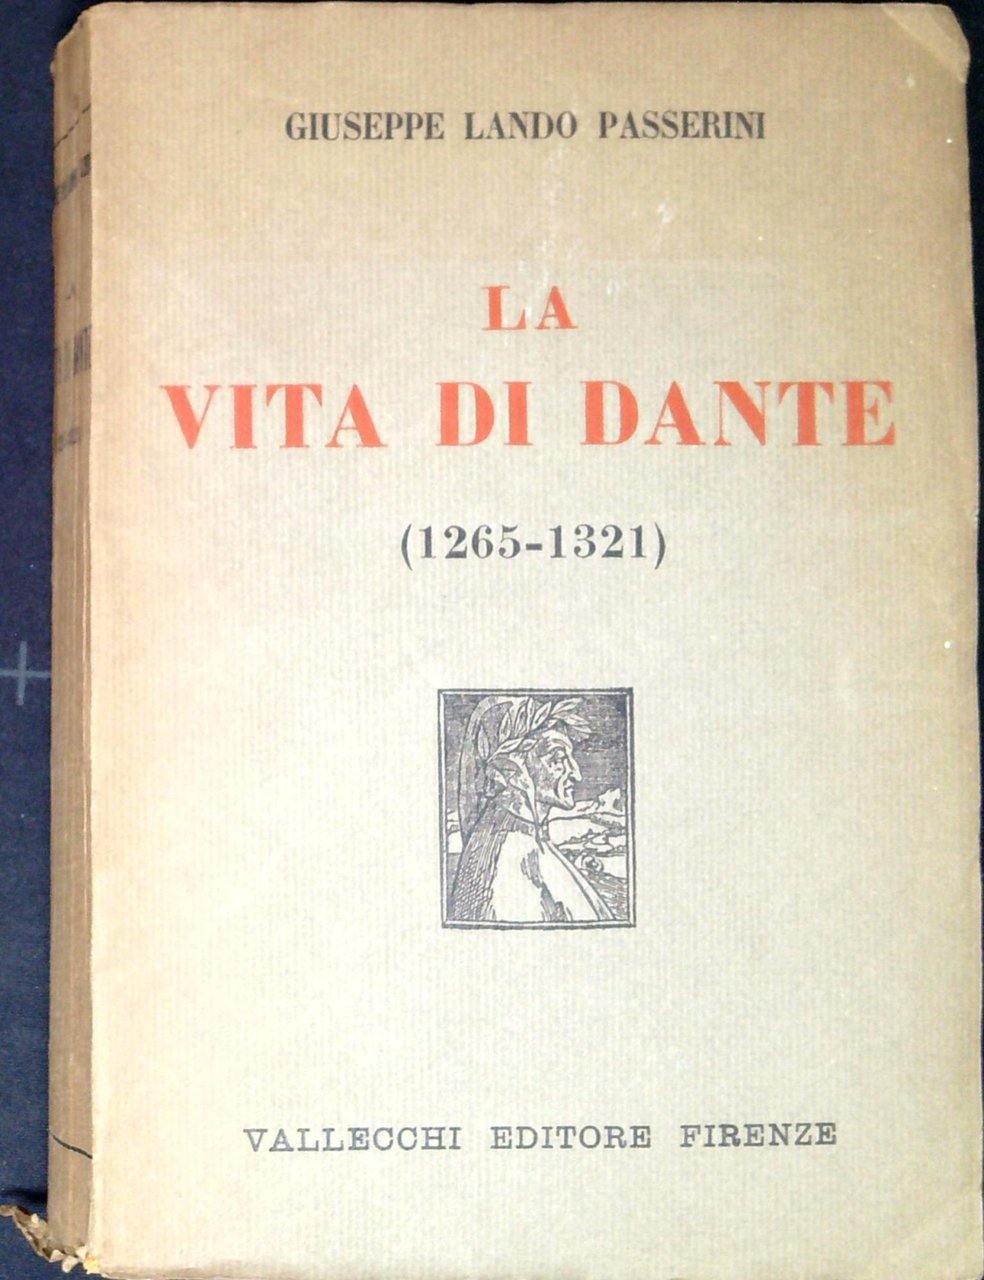 GIUSEPPE LANDO PASSERINI
LA
VITA DI DANTE
(1265-1321)
VALLECCHI EDITORE FIRENZE